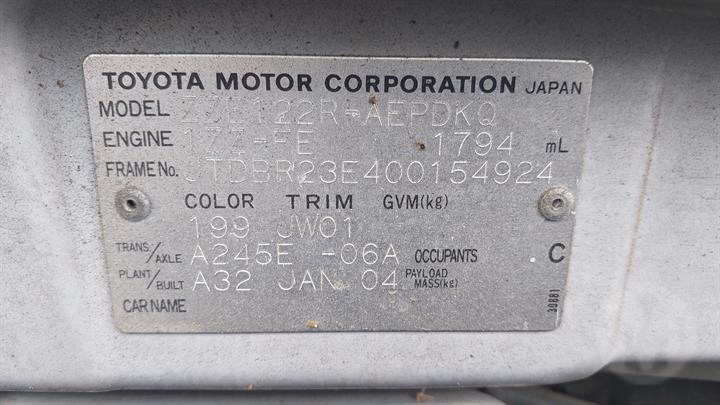 TOYOTA MOTOR CORPORATION JAPAN
MODEL ZZE122R-AEPDKQ
ENGINE 1ZZ-FE 1794 mL
FRAME No. JTDBR23E400154924
COLOR TRIM GVM(kg)
199 JW01
TRANS/AXLE A245E -06A OCCUPANTS C
PLANT/BUILT A32 JAN 04 PAYLOAD MASS(kg)
CAR NAME
30881